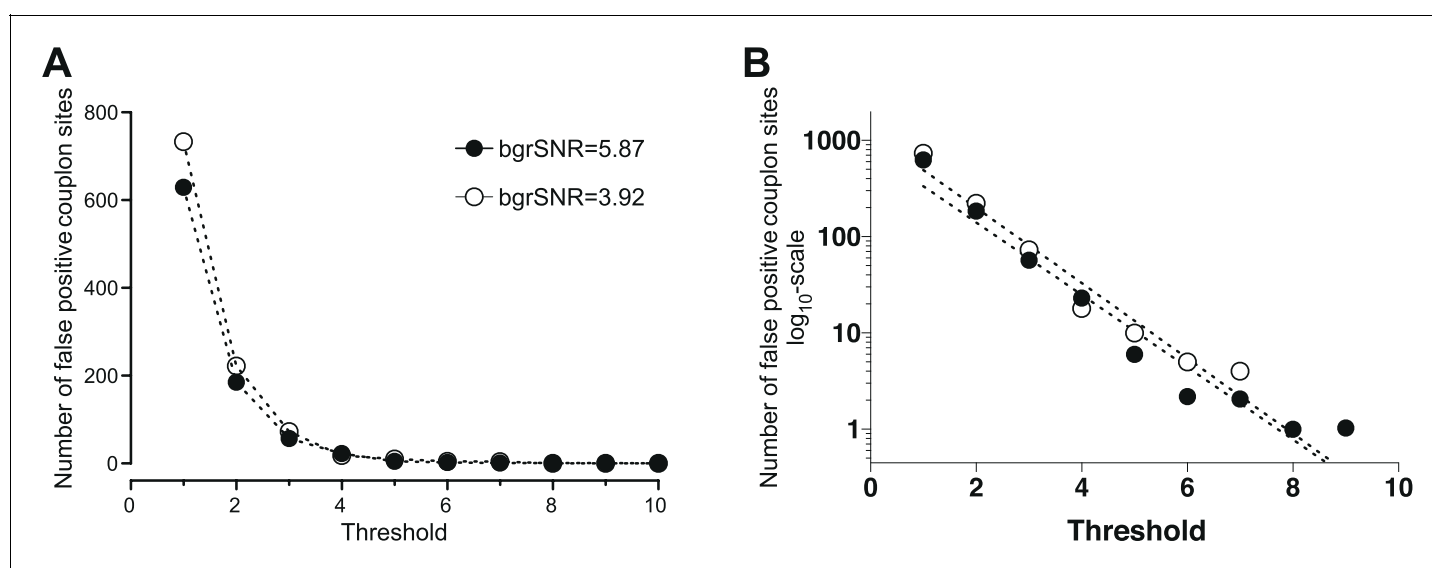 A
Number of false positive couplon sites
800
600
400
200
0
0 2 4 6 8 10
Threshold
bgrSNR=5.87
bgrSNR=3.92
B
Number of false positive couplon sites
log10-scale
1000
100
10
1
0 2 4 6 8 10
Threshold